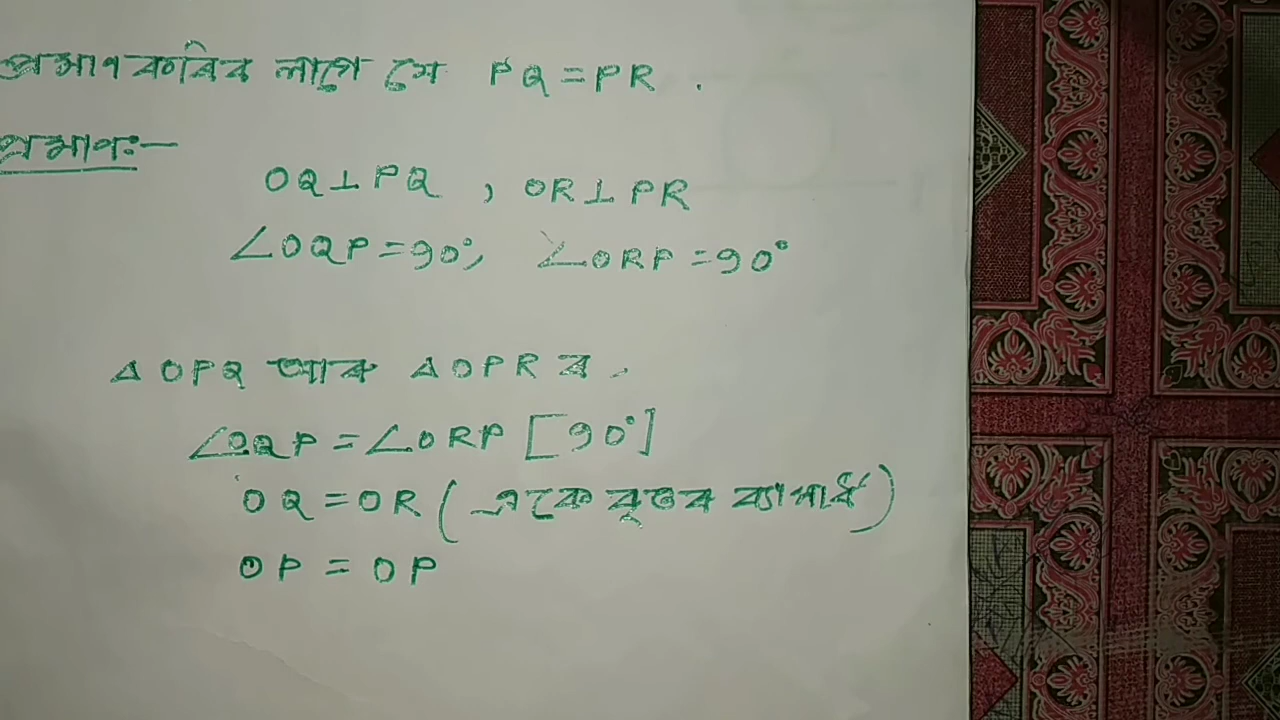 প্ৰমাণ কৰিব লাগে যে PQ = PR .
প্ৰমাণঃ—
OQ⊥PQ , OR⊥PR
∠OQP = 90°, ∠ORP = 90°
△OPQ আৰু △OPR ৰ,
∠OQP = ∠ORP [90°]
OQ = OR ( একে বৃত্তৰ ব্যাসাৰ্ধ )
OP = OP